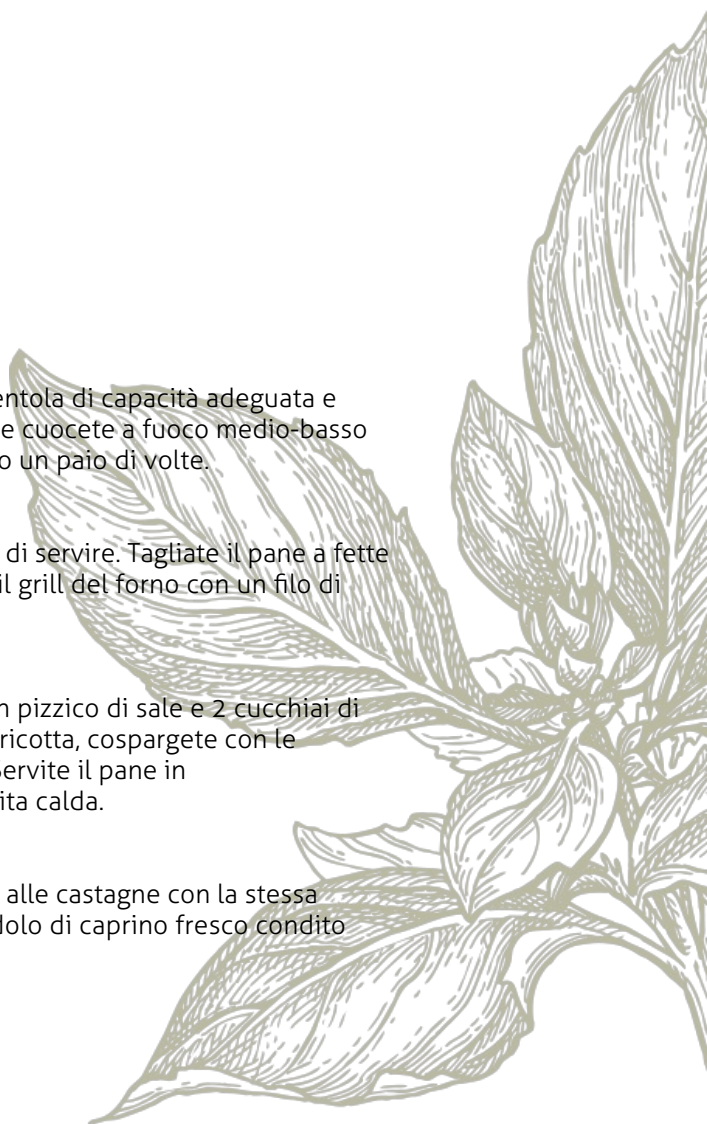 entola di capacità adeguata e
e cuocete a fuoco medio-basso
o un paio di volte.
di servire. Tagliate il pane a fette
il grill del forno con un filo di
n pizzico di sale e 2 cucchiai di
ricotta, cospargete con le
Servite il pane in
ita calda.
alle castagne con la stessa
dolo di caprino fresco condito